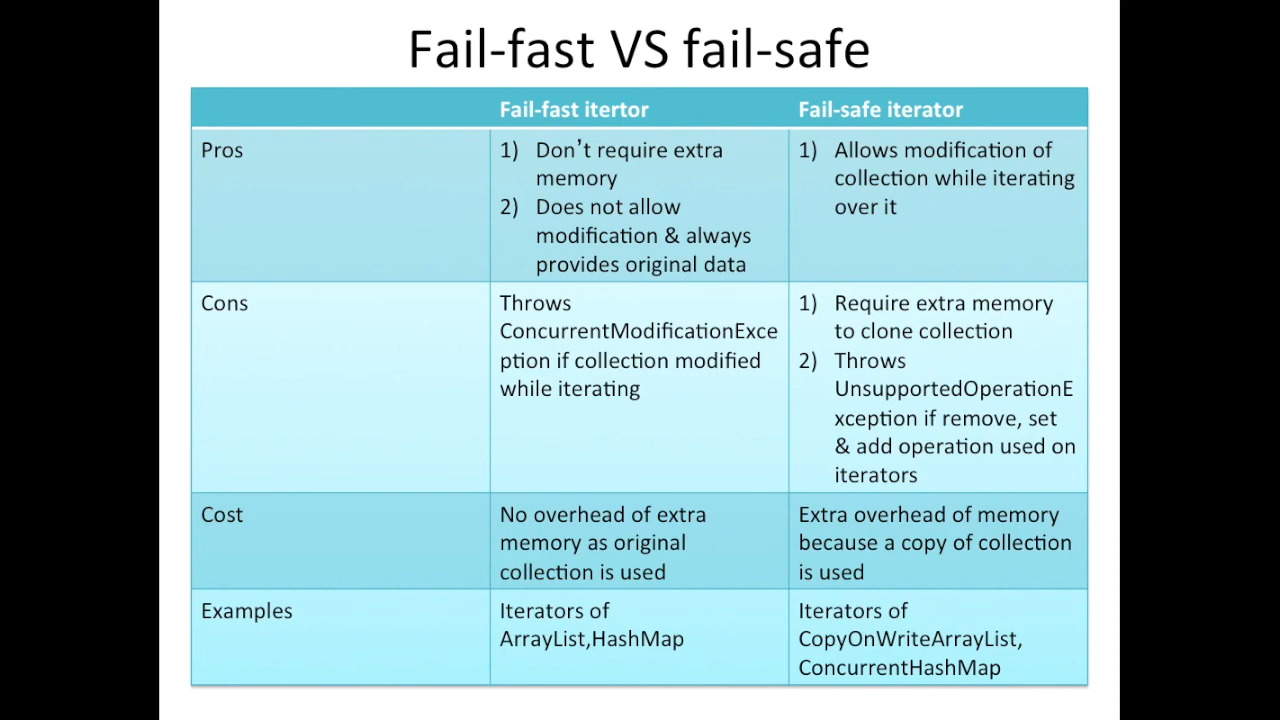 Fail-fast VS fail-safe
Fail-fast itertor
Fail-safe iterator
Pros
1) Don’t require extra
memory
2) Does not allow
modification & always
provides original data
1) Allows modification of
collection while iterating
over it
Cons
Throws
ConcurrentModificationExce
ption if collection modified
while iterating
1) Require extra memory
to clone collection
2) Throws
UnsupportedOperationE
xception if remove, set
& add operation used on
iterators
Cost
No overhead of extra
memory as original
collection is used
Extra overhead of memory
because a copy of collection
is used
Examples
Iterators of
ArrayList,HashMap
Iterators of
CopyOnWriteArrayList,
ConcurrentHashMap